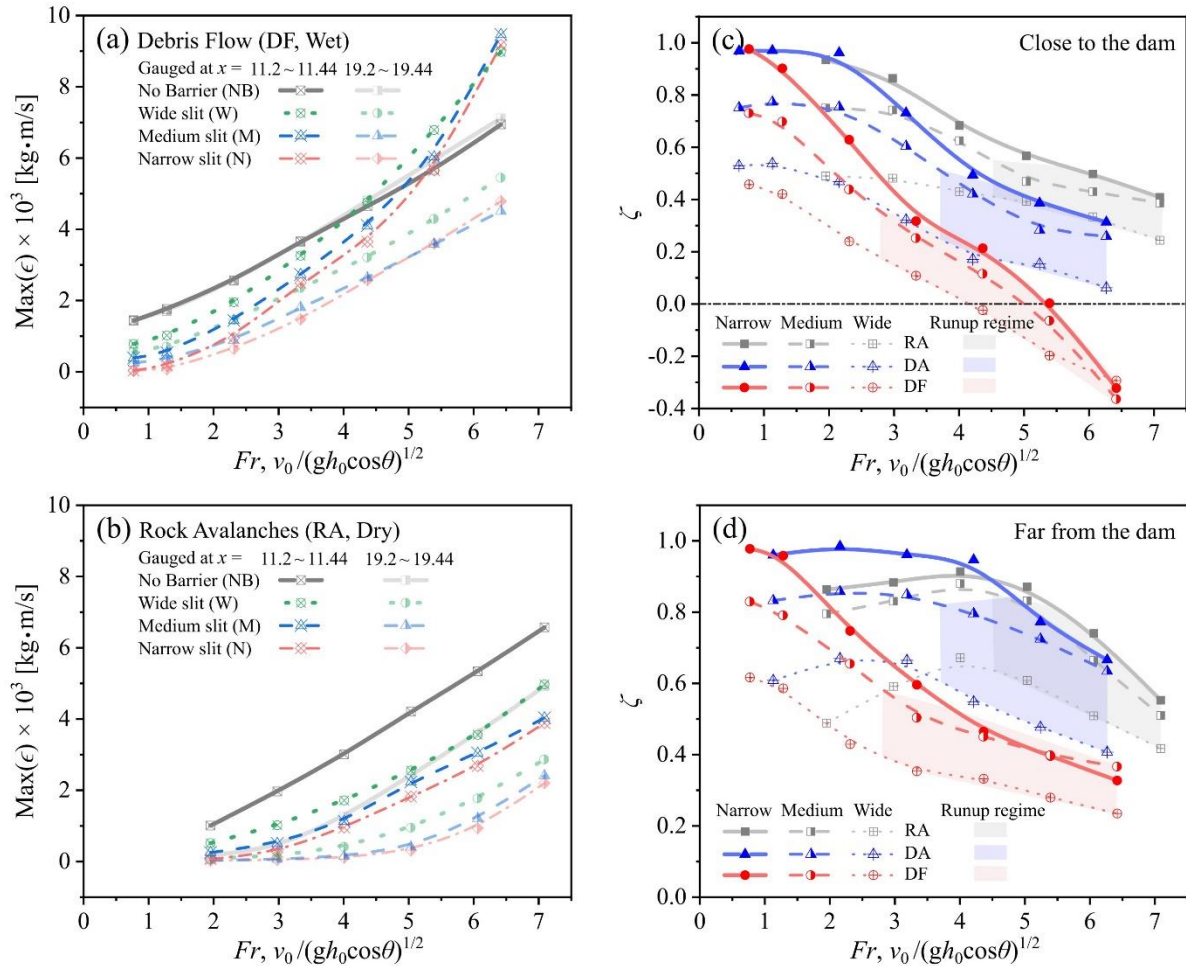 (a) Debris Flow (DF, Wet)
Gauged at x = 11.2 ~ 11.44 19.2 ~ 19.44
No Barrier (NB)
Wide slit (W)
Medium slit (M)
Narrow slit (N)
Max(ϵ) × 10³ [kg·m/s]
10
8
6
4
2
0
0 1 2 3 4 5 6 7
Fr, v₀/(gh₀cosθ)^1/2
(c) Close to the dam
ζ
1.0
0.8
0.6
0.4
0.2
0.0
-0.2
-0.4
Narrow Medium Wide Runup regime
RA
DA
DF
0 1 2 3 4 5 6 7
Fr, v₀/(gh₀cosθ)^1/2
(b) Rock Avalanches (RA, Dry)
Gauged at x = 11.2 ~ 11.44 19.2 ~ 19.44
No Barrier (NB)
Wide slit (W)
Medium slit (M)
Narrow slit (N)
Max(ϵ) × 10³ [kg·m/s]
10
8
6
4
2
0
0 1 2 3 4 5 6 7
Fr, v₀/(gh₀cosθ)^1/2
(d) Far from the dam
ζ
1.0
0.8
0.6
0.4
0.2
0.0
Narrow Medium Wide Runup regime
RA
DA
DF
0 1 2 3 4 5 6 7
Fr, v₀/(gh₀cosθ)^1/2